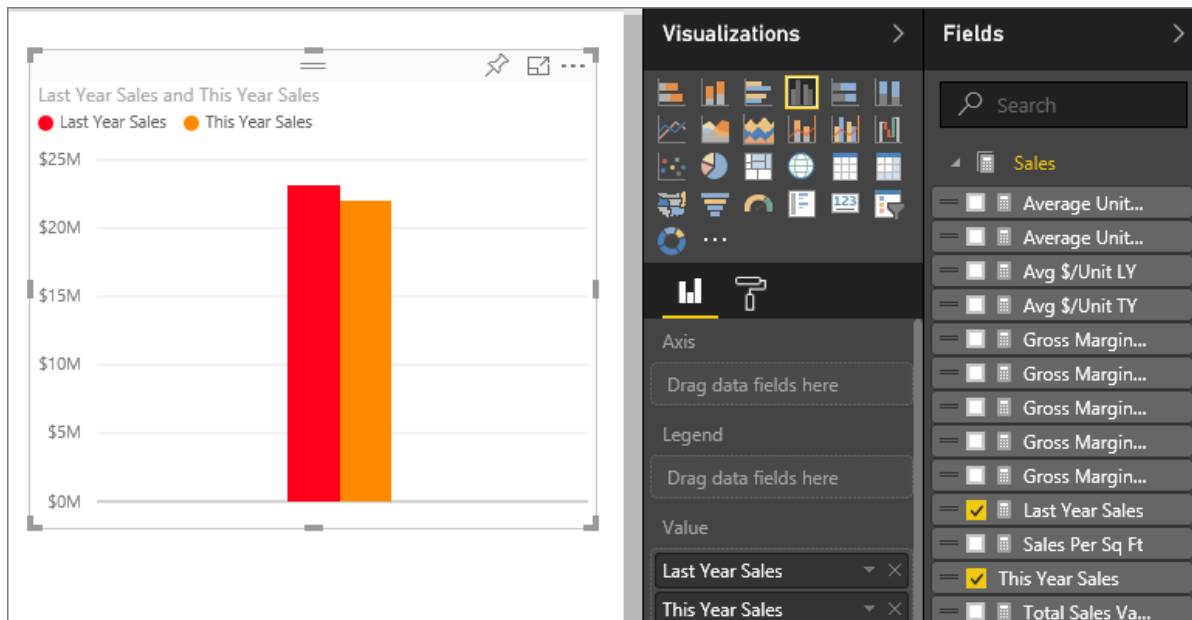 Last Year Sales and This Year Sales
Last Year Sales This Year Sales
$25M
$20M
$15M
$10M
$5M
$0M
Visualizations
123
Axis
Drag data fields here
Legend
Drag data fields here
Value
Last Year Sales
This Year Sales
Fields
Search
Sales
Average Unit...
Average Unit...
Avg $/Unit LY
Avg $/Unit TY
Gross Margin...
Gross Margin...
Gross Margin...
Gross Margin...
Gross Margin...
Last Year Sales
Sales Per Sq Ft
This Year Sales
Total Sales Va...